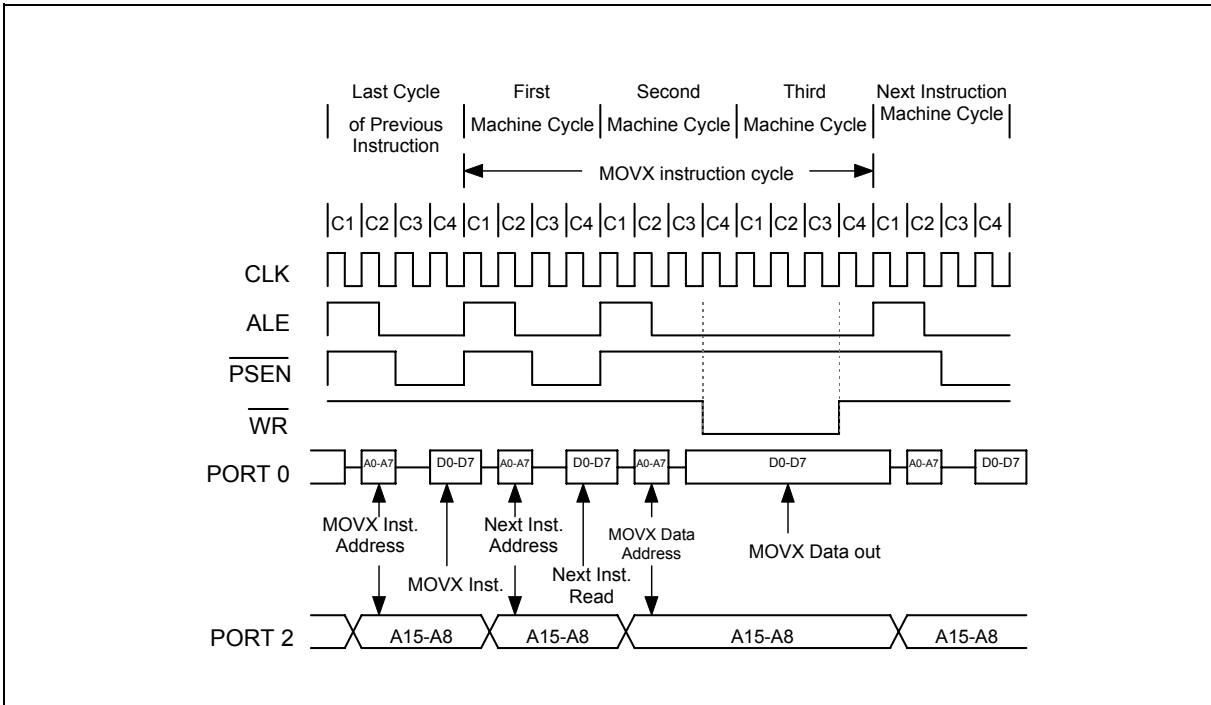 Last Cycle
of Previous
Instruction
First
Machine Cycle
Second
Machine Cycle
Third
Machine Cycle
Next Instruction
Machine Cycle
MOVX instruction cycle
C1 C2 C3 C4 C1 C2 C3 C4 C1 C2 C3 C4 C1 C2 C3 C4 C1 C2 C3 C4
CLK
ALE
PSEN
WR
PORT 0
A0-A7 D0-D7 A0-A7 D0-D7 A0-A7 D0-D7 A0-A7 D0-D7
MOVX Inst.
Address
MOVX Inst.
Next Inst.
Address
Next Inst.
Read
MOVX Data
Address
MOVX Data out
PORT 2
A15-A8 A15-A8 A15-A8 A15-A8